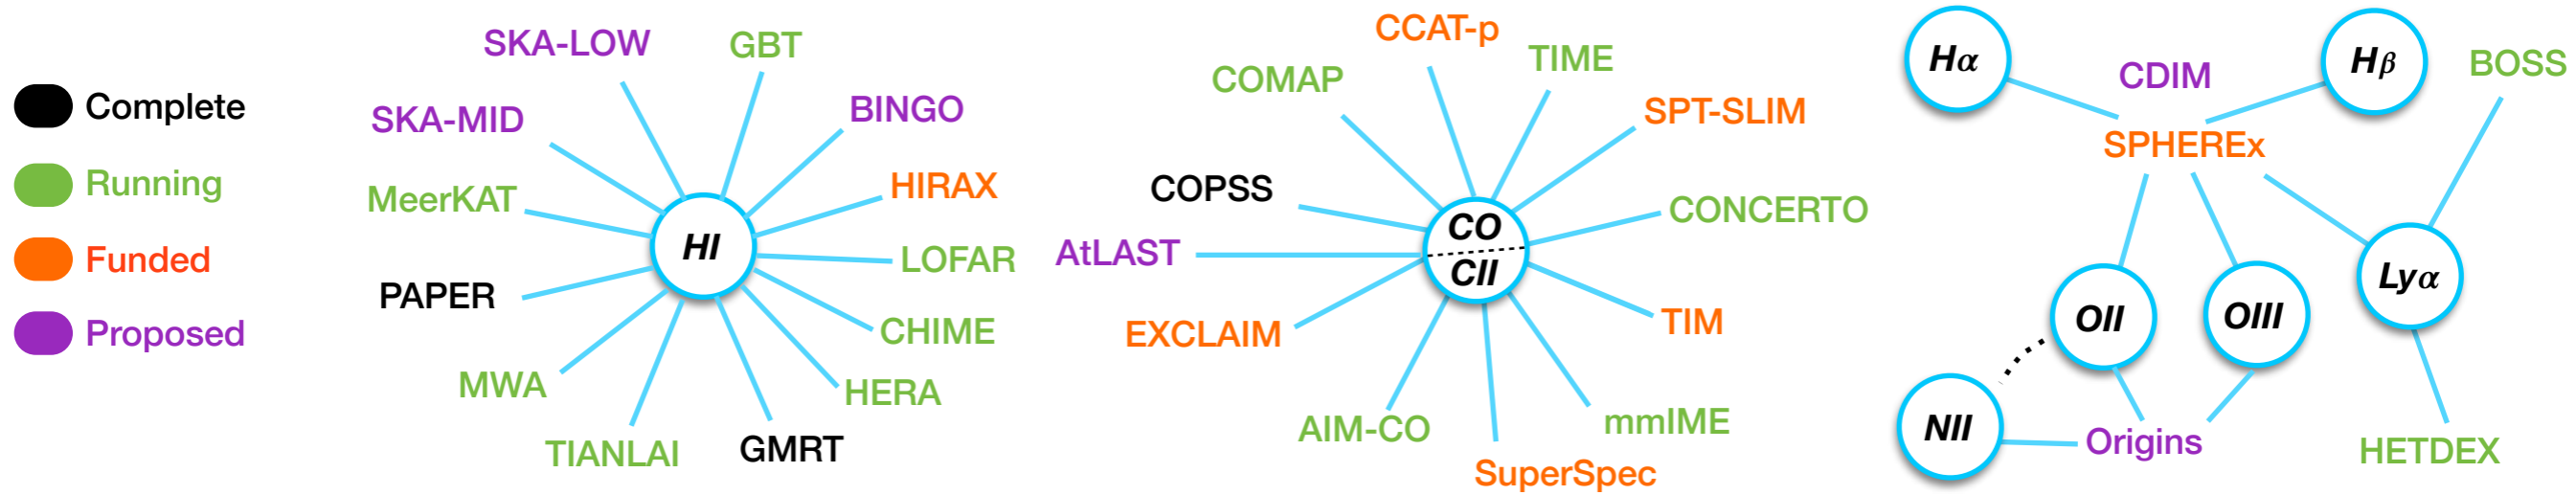 Complete
Running
Funded
Proposed
SKA-LOW
GBT
SKA-MID
BINGO
MeerKAT
HIRAX
HI
LOFAR
PAPER
CHIME
MWA
HERA
TIANLAI
GMRT
CCAT-p
COMAP
TIME
SPT-SLIM
COPSS
CONCERTO
CO
CII
AtLAST
TIM
EXCLAIM
AIM-CO
mmIME
SuperSpec
Hα
CDIM
Hβ
BOSS
SPHEREx
OII
OIII
Lyα
NII
Origins
HETDEX